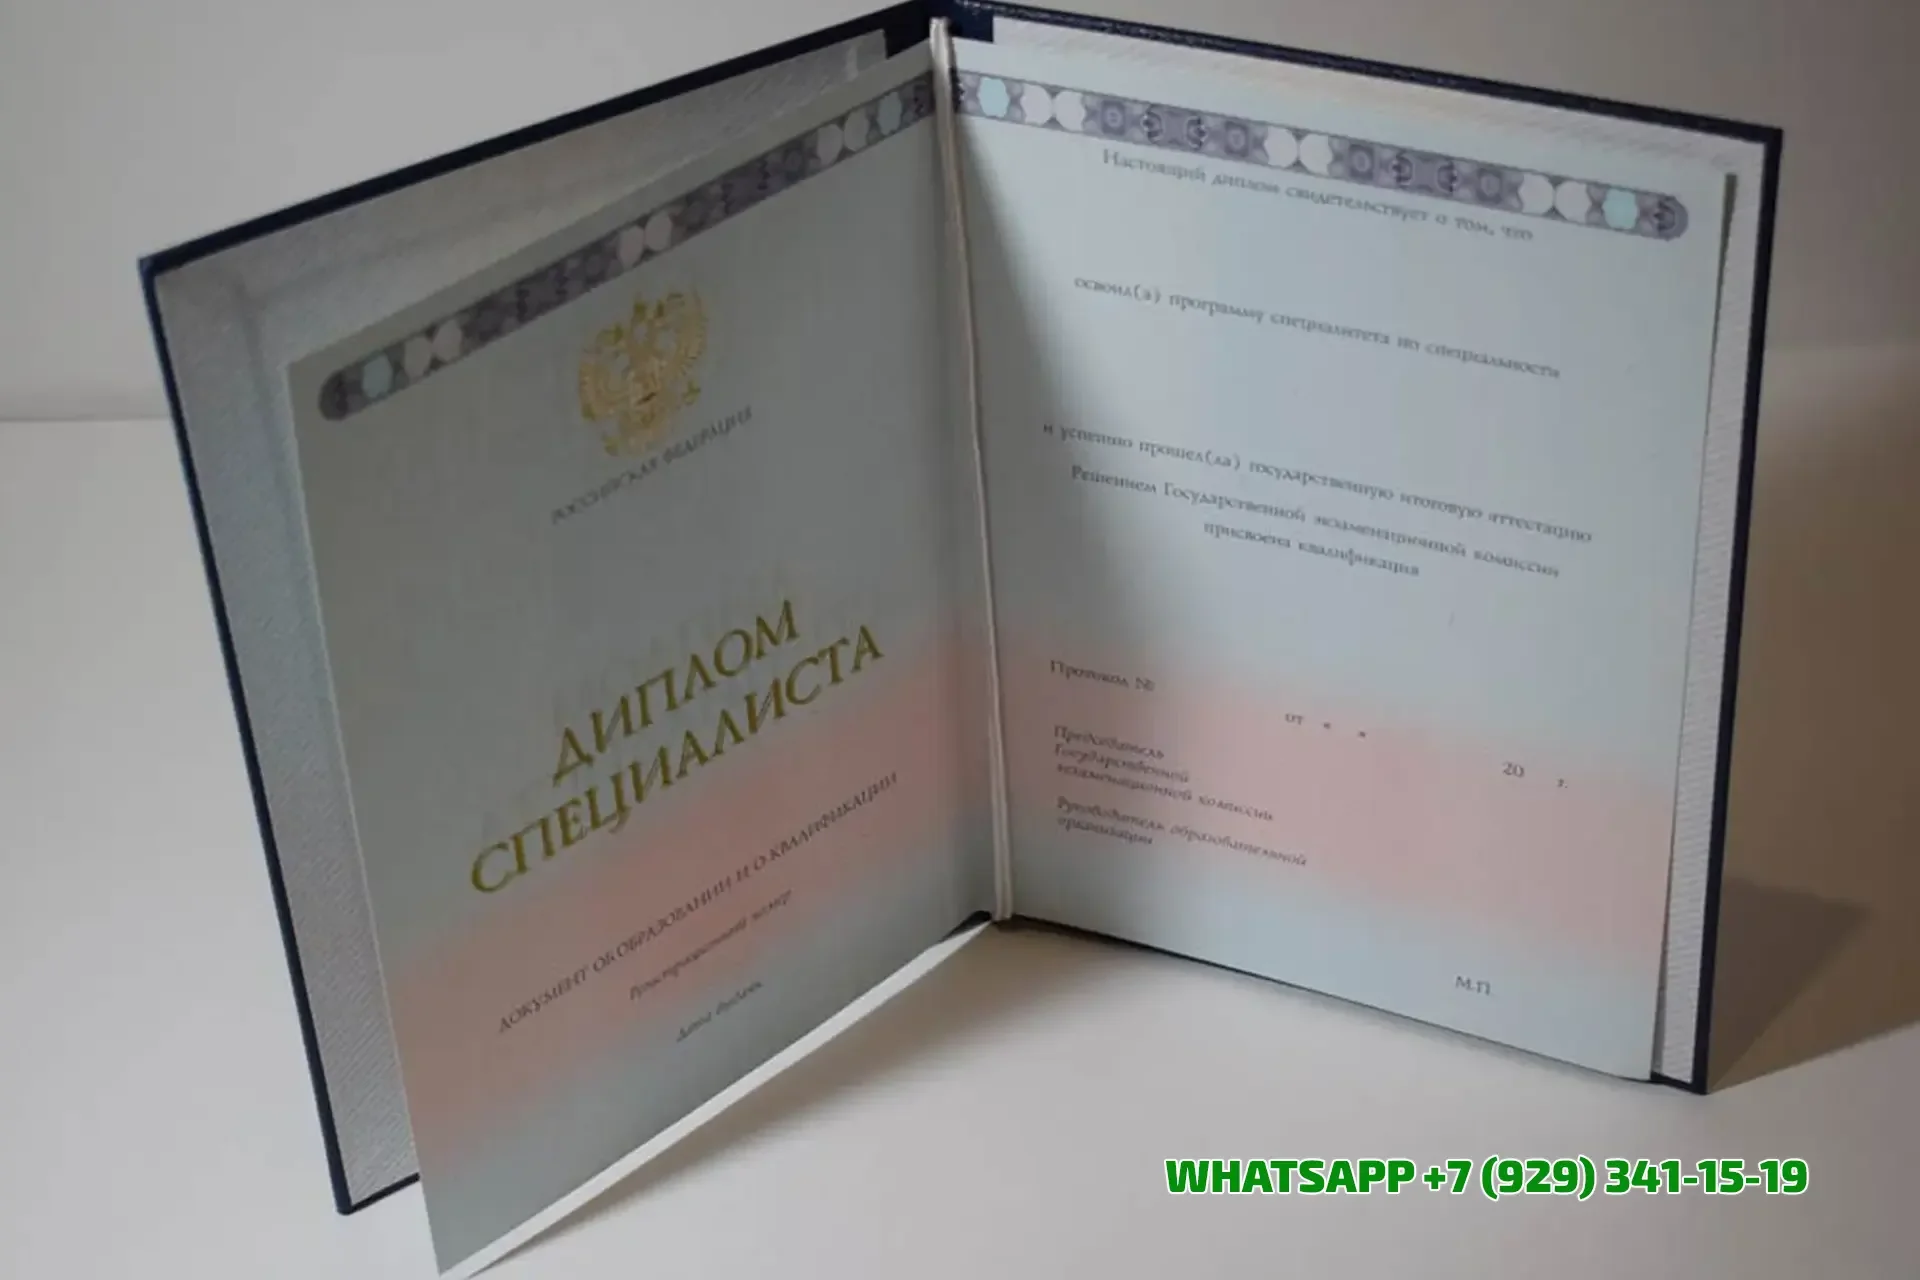 РОССИЙСКАЯ ФЕДЕРАЦИЯ
ДИПЛОМ
СПЕЦИАЛИСТА
ДОКУМЕНТ ОБ ОБРАЗОВАНИИ И О КВАЛИФИКАЦИИ
Регистрационный номер
Дата выдачи
Настоящий диплом свидетельствует о том, что
освоил(а) программу специалитета по специальности
и успешно прошел(ла) государственную итоговую аттестацию
Решением Государственной экзаменационной комиссии
присвоена квалификация
Протокол №
от « »
20 г.
Председатель
Государственной
экзаменационной комиссии
Руководитель образовательной
организации
М.П.
WHATSAPP +7 (929) 341-15-19